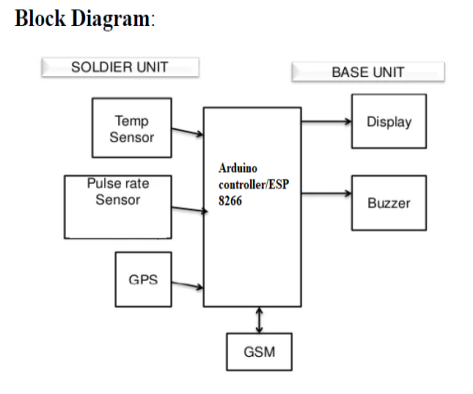 Block Diagram:
SOLDIER UNIT
BASE UNIT
Temp
Sensor
Pulse rate
Sensor
GPS
Arduino
controller/ESP
8266
Display
Buzzer
GSM